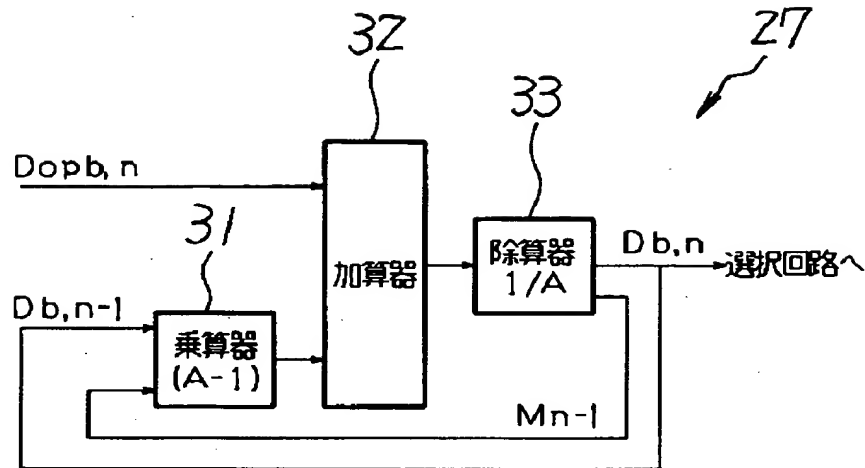 32
27
33
Dopb,n
31
加算器
除算器
1/A
Db,n
選択回路へ
Db,n-1
乗算器
(A-1)
Mn-1